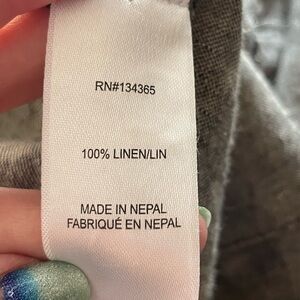 RN#134365
100% LINEN/LIN
MADE IN NEPAL
FABRIQUÉ EN NEPAL